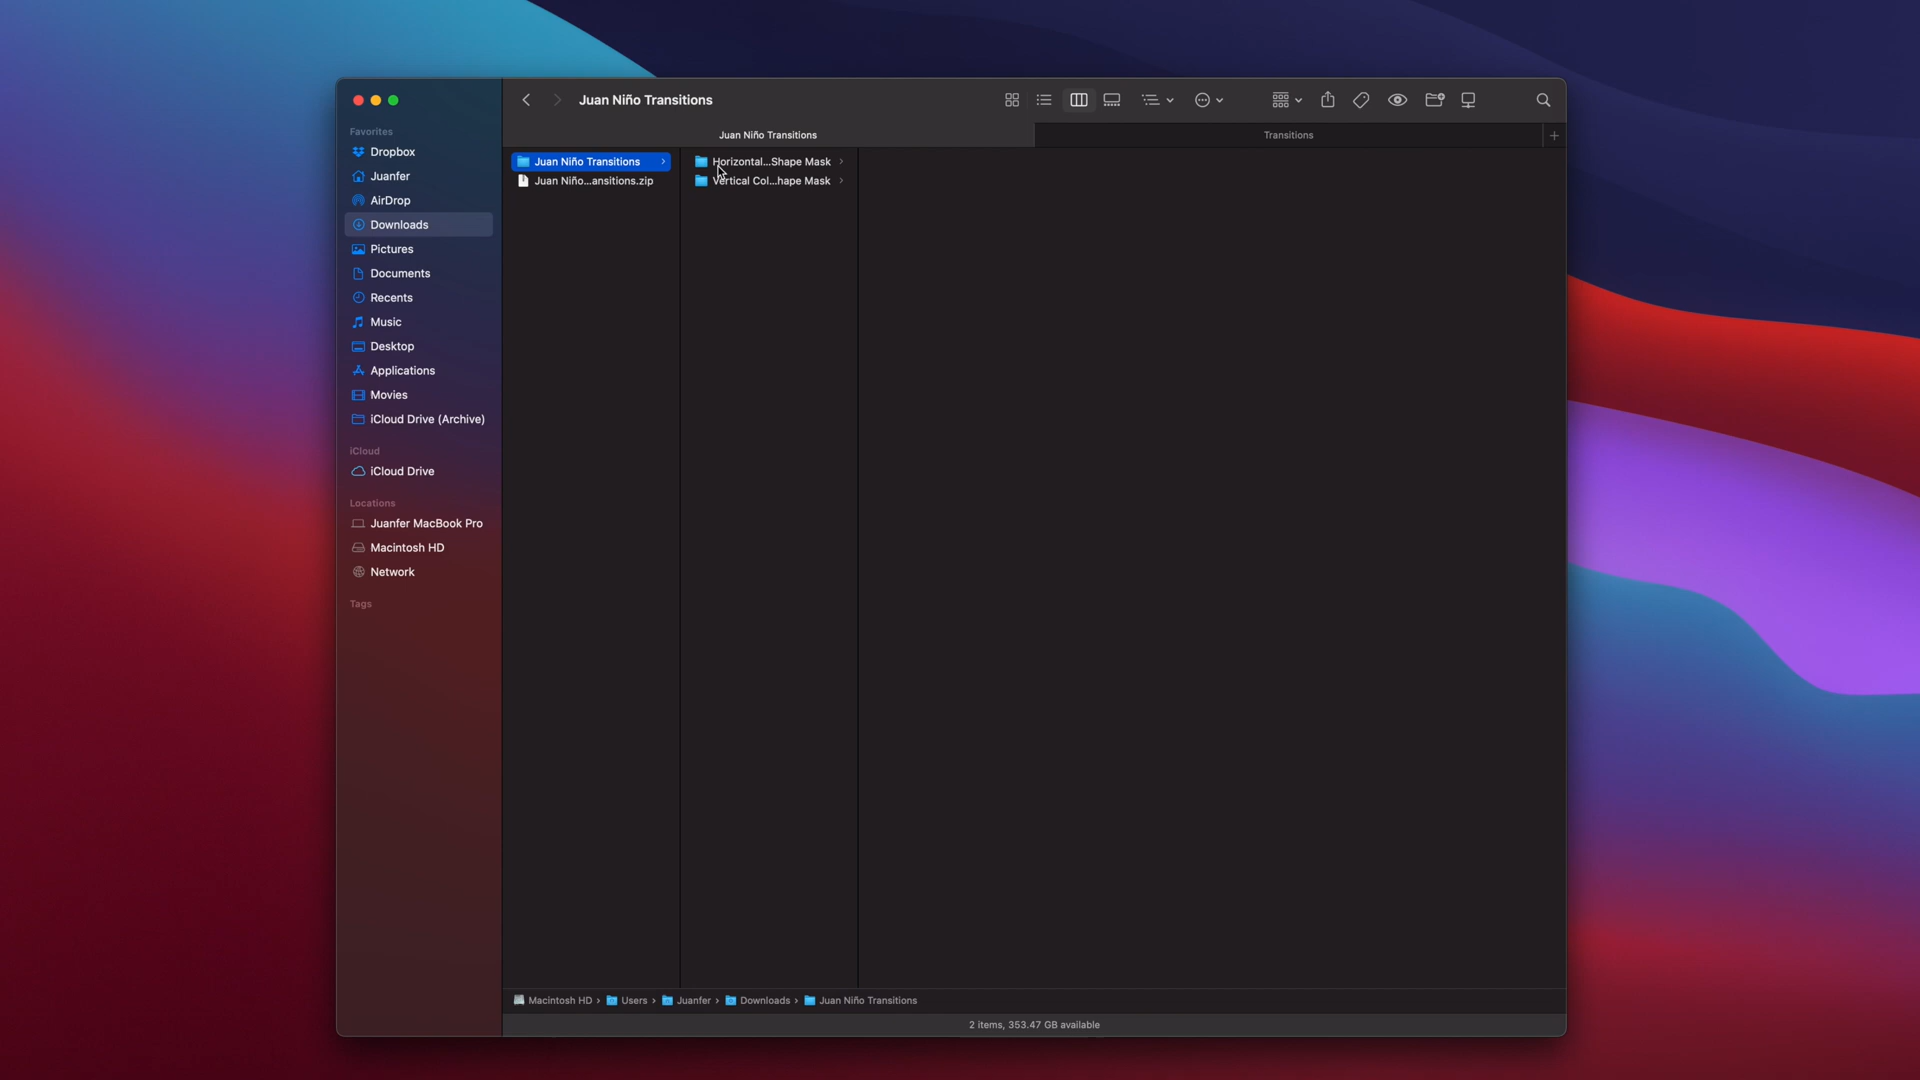 Juan Niño Transitions
Juan Niño Transitions
Transitions
Favorites
Dropbox
Juanfer
AirDrop
Downloads
Pictures
Documents
Recents
Music
Desktop
Applications
Movies
iCloud Drive (Archive)
iCloud
iCloud Drive
Locations
Juanfer MacBook Pro
Macintosh HD
Network
Tags
Juan Niño Transitions
Juan Niño...ansitions.zip
Horizontal...Shape Mask
Vertical Col...hape Mask
Macintosh HD › Users › Juanfer › Downloads › Juan Niño Transitions
2 items, 353.47 GB available